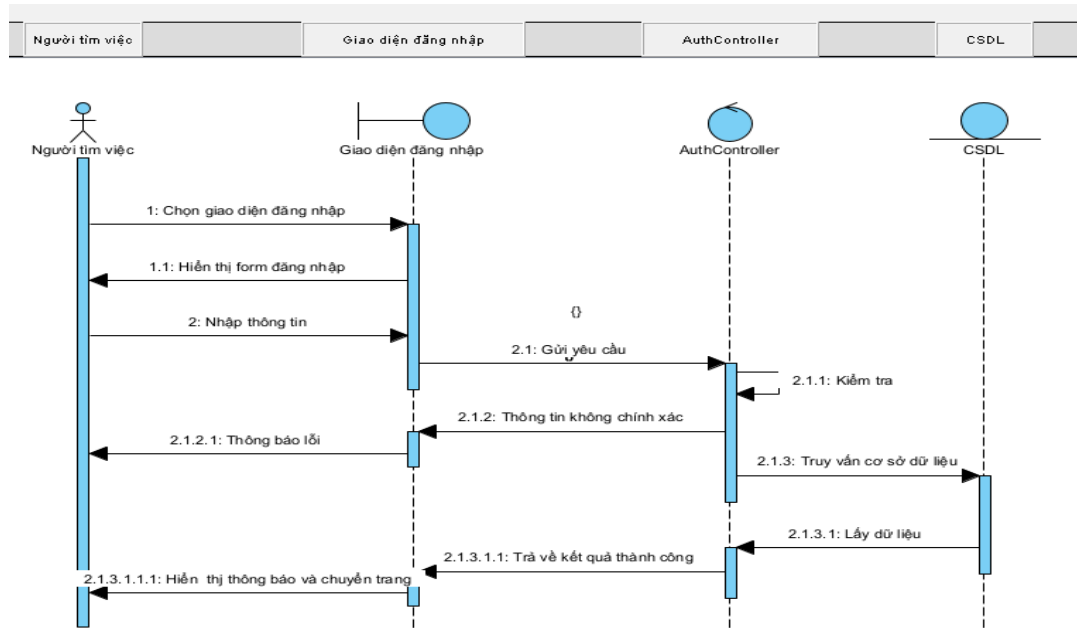 Người tìm việc
Giao diện đăng nhập
AuthController
CSDL
Người tìm việc
Giao diện đăng nhập
AuthController
CSDL
1: Chọn giao diện đăng nhập
1.1: Hiển thị form đăng nhập
{}
2: Nhập thông tin
2.1: Gửi yêu cầu
2.1.1: Kiểm tra
2.1.2: Thông tin không chính xác
2.1.2.1: Thông báo lỗi
2.1.3: Truy vấn cơ sở dữ liệu
2.1.3.1: Lấy dữ liệu
2.1.3.1.1: Trả về kết quả thành công
2.1.3.1.1.1: Hiển thị thông báo và chuyển trang